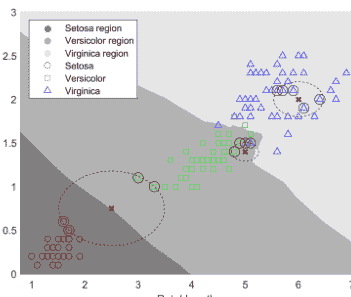 3
2.5
2
1.5
1
0.5
0
Setosa region
Versicolor region
Virginica region
Setosa
Versicolor
Virginica
1 2 3 4 5 6 7